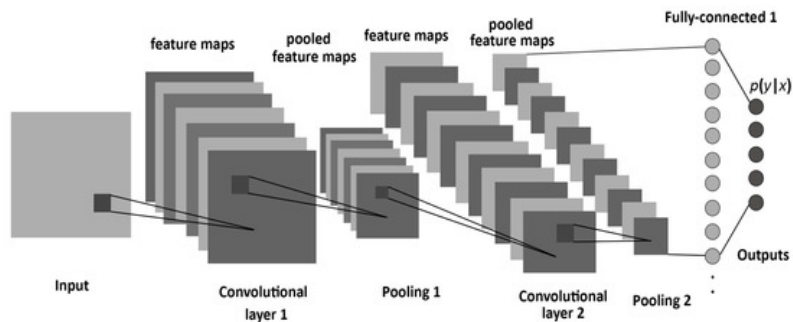 Fully-connected 1
feature maps
pooled
feature maps
feature maps
pooled
feature maps
p(y|x)
Input
Convolutional
layer 1
Pooling 1
Convolutional
layer 2
Pooling 2
Outputs